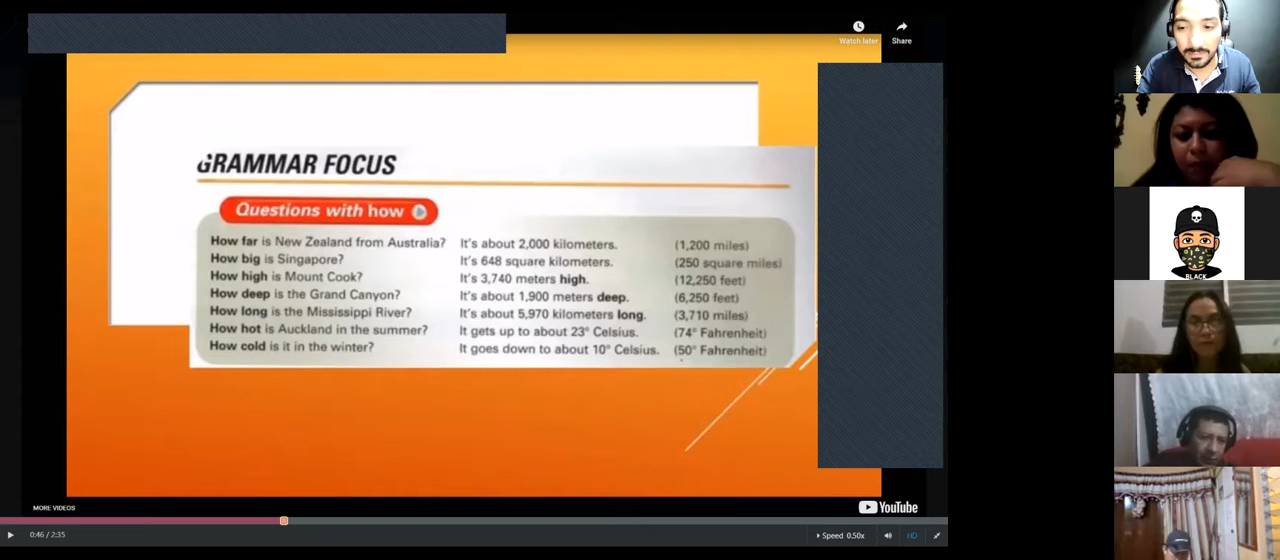 Watch later
Share
GRAMMAR FOCUS
Questions with how
How far is New Zealand from Australia? It's about 2,000 kilometers. (1,200 miles)
How big is Singapore? It's 648 square kilometers. (250 square miles)
How high is Mount Cook? It's 3,740 meters high. (12,250 feet)
How deep is the Grand Canyon? It's about 1,900 meters deep. (6,250 feet)
How long is the Mississippi River? It's about 5,970 kilometers long. (3,710 miles)
How hot is Auckland in the summer? It gets up to about 23° Celsius. (74° Fahrenheit)
How cold is it in the winter? It goes down to about 10° Celsius. (50° Fahrenheit)
BLACK
MORE VIDEOS
YouTube
0:46 / 2:35
Speed 0.50x
HD